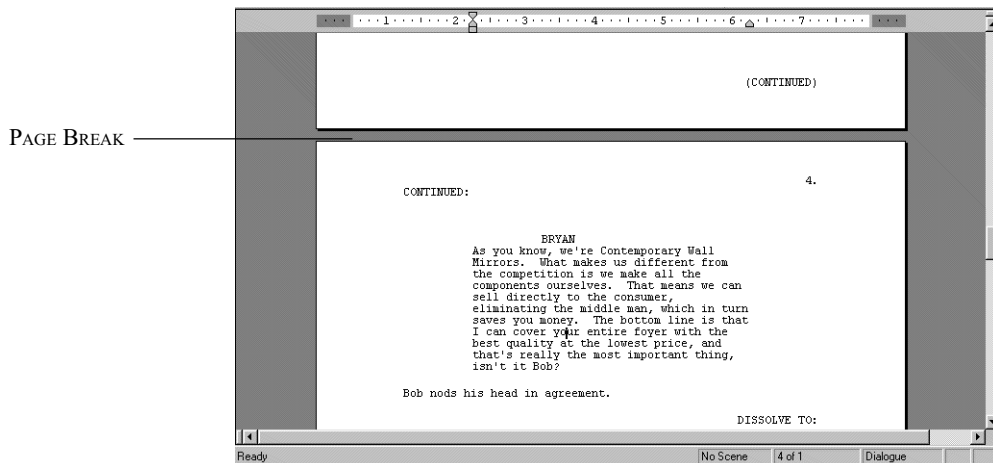 1 2 3 4 5 6 7
(CONTINUED)
PAGE BREAK
4.
CONTINUED:
BRYAN
As you know, we're Contemporary Wall
Mirrors. What makes us different from
the competition is we make all the
components ourselves. That means we can
sell directly to the consumer,
eliminating the middle man, which in turn
saves you money. The bottom line is that
I can cover your entire foyer with the
best quality at the lowest price, and
that's really the most important thing,
isn't it Bob?
Bob nods his head in agreement.
DISSOLVE TO:
Ready No Scene 4 of 1 Dialogue